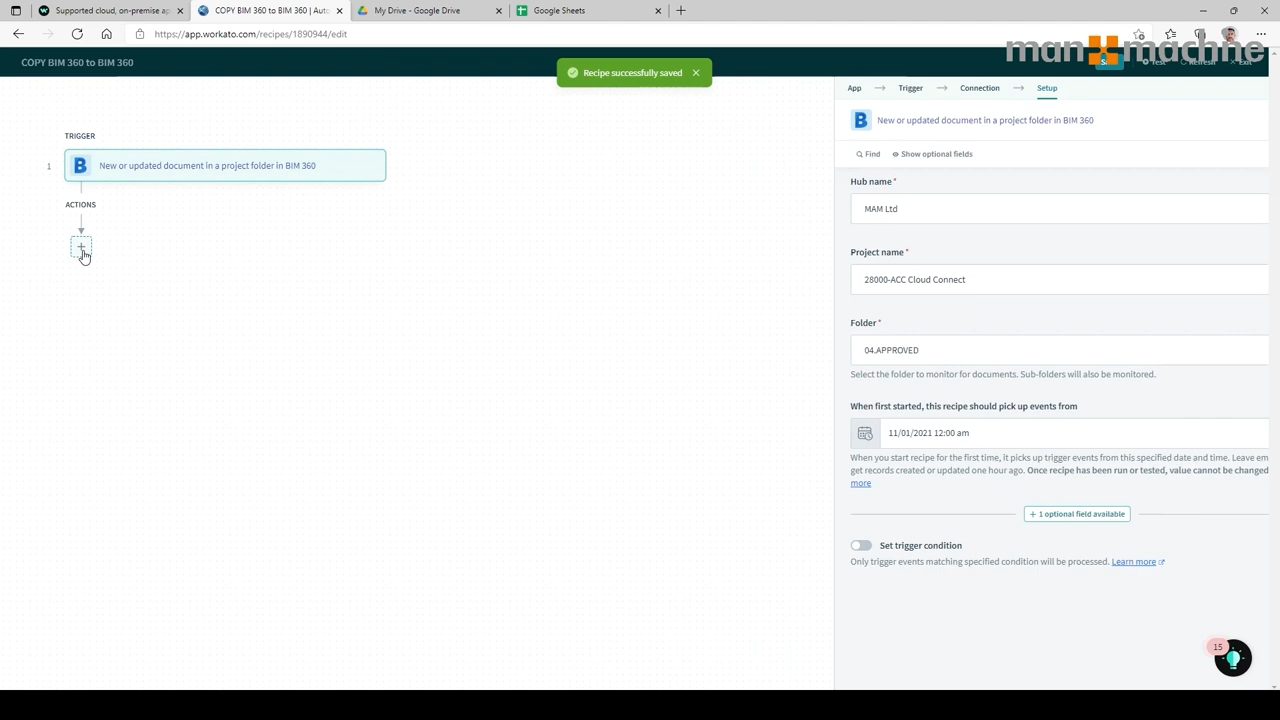 Supported cloud, on-premise ap
COPY BIM 360 to BIM 360 | Auto
My Drive - Google Drive
Google Sheets
https://app.workato.com/recipes/1890944/edit
man machine
COPY BIM 360 to BIM 360
Recipe successfully saved
Test
Refresh
Exit
App
Trigger
Connection
Setup
New or updated document in a project folder in BIM 360
TRIGGER
1
New or updated document in a project folder in BIM 360
ACTIONS
Find
Show optional fields
Hub name *
MAM Ltd
Project name *
28000-ACC Cloud Connect
Folder *
04.APPROVED
Select the folder to monitor for documents. Sub-folders will also be monitored.
When first started, this recipe should pick up events from
11/01/2021 12:00 am
When you start recipe for the first time, it picks up trigger events from this specified date and time. Leave em
get records created or updated one hour ago. Once recipe has been run or tested, value cannot be changed
more
+ 1 optional field available
Set trigger condition
Only trigger events matching specified condition will be processed. Learn more
15